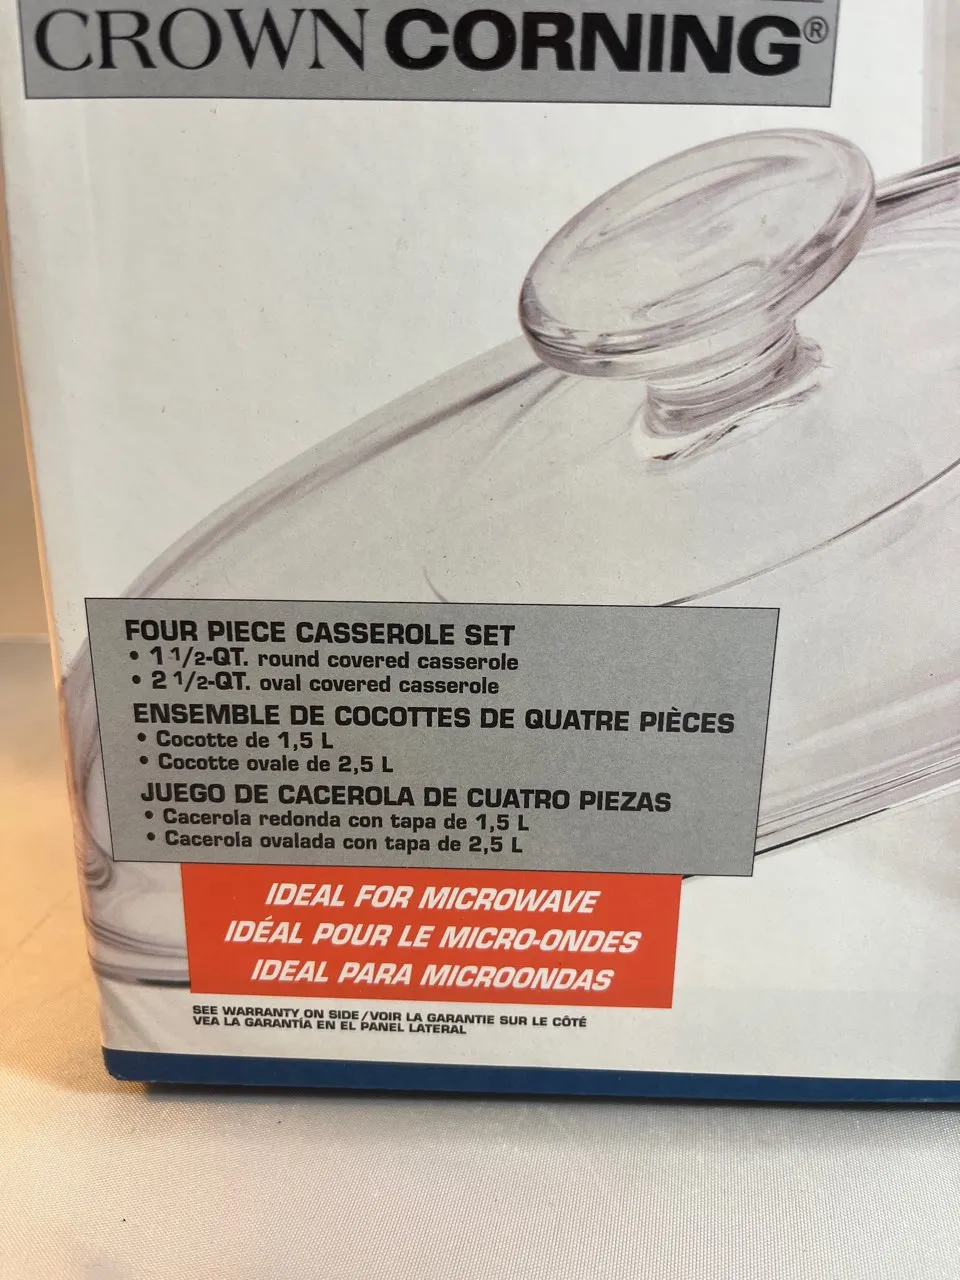 CROWN CORNING®
FOUR PIECE CASSEROLE SET
• 1 1/2-QT. round covered casserole
• 2 1/2-QT. oval covered casserole
ENSEMBLE DE COCOTTES DE QUATRE PIÈCES
• Cocotte de 1,5 L
• Cocotte ovale de 2,5 L
JUEGO DE CACEROLA DE CUATRO PIEZAS
• Cacerola redonda con tapa de 1,5 L
• Cacerola ovalada con tapa de 2,5 L
IDEAL FOR MICROWAVE
IDÉAL POUR LE MICRO-ONDES
IDEAL PARA MICROONDAS
SEE WARRANTY ON SIDE/VOIR LA GARANTIE SUR LE CÔTÉ
VEA LA GARANTÍA EN EL PANEL LATERAL